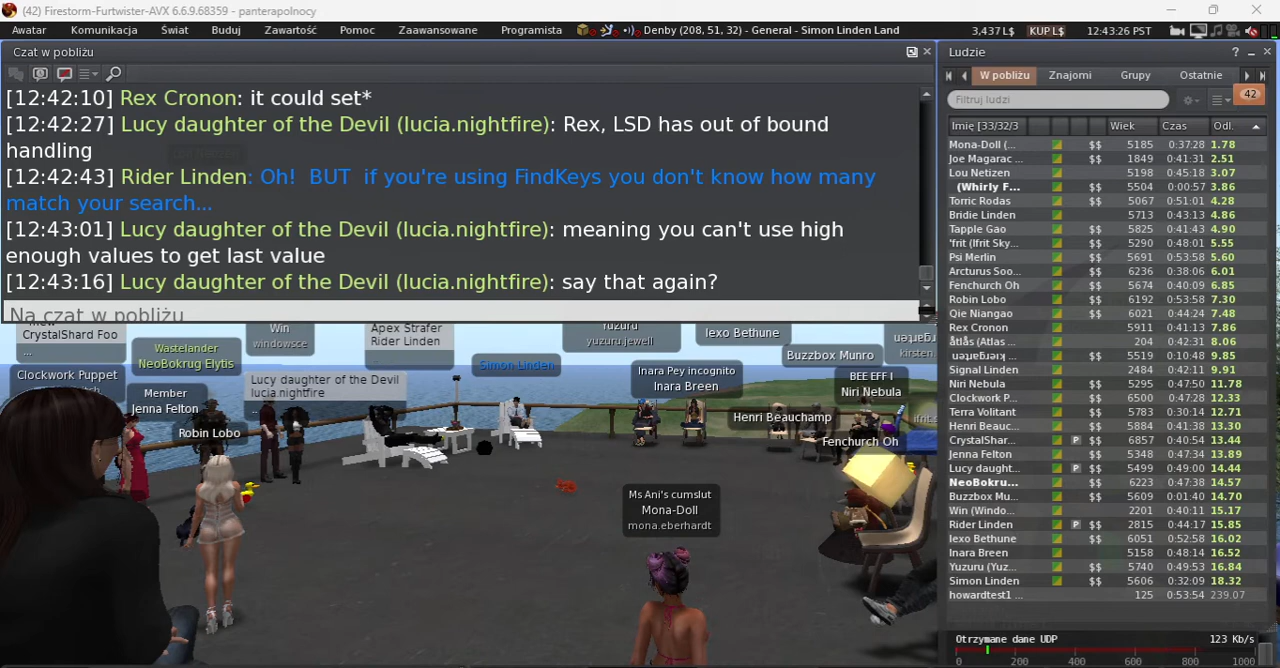 (42) Firestorm-Furtwister-AVX 6.6.9.68359 - panterapolnocy
Awatar Komunikacja Świat Buduj Zawartość Pomoc Zaawansowane Programista Denby (208, 51, 32) - General - Simon Linden Land 3,437 L$ KUP L$ 12:43:26 PST
Czat w pobliżu
[12:42:10] Rex Cronon: it could set*
[12:42:27] Lucy daughter of the Devil (lucia.nightfire): Rex, LSD has out of bound
handling
[12:42:43] Rider Linden: Oh! BUT if you're using FindKeys you don't know how many
match your search...
[12:43:01] Lucy daughter of the Devil (lucia.nightfire): meaning you can't use high
enough values to get last value
[12:43:16] Lucy daughter of the Devil (lucia.nightfire): say that again?
Na czat w pobliżu
CrystalShard Foo
...
Wastelander
NeoBokrug Elytis
Win
windowsce
Apex Strafer
Rider Linden
Simon Linden
Yuzuru
yuzuru.jewell
Iexo Bethune
Buzzbox Munro
kirsten.
Clockwork Puppet
Member
Jenna Felton
Robin Lobo
Lucy daughter of the Devil
lucia.nightfire
...
Inara Pey incognito
Inara Breen
BEE EFF I
Niri Nebula
Henri Beauchamp
Fenchurch Oh
Ms Ani's cumslut
Mona-Doll
mona.eberhardt
Ludzie
? _ ×
W pobliżu Znajomi Grupy Ostatnie
42
Filtruj ludzi
Imię [33/32/3 Wiek Czas Odl.
Mona-Doll (... $$ 5185 0:37:28 1.78
Joe Magarac ... $$ 1849 0:41:31 2.51
Lou Netizen 5198 0:45:18 3.07
(Whirly F... $$ 5504 0:00:57 3.86
Torric Rodas $$ 5067 0:51:01 4.28
Bridie Linden 5713 0:43:13 4.86
Tapple Gao $$ 5825 0:41:43 4.90
'frit (Ifrit Sky... $$ 5290 0:48:01 5.55
Psi Merlin $$ 5691 0:53:58 5.60
Arcturus Soo... $$ 6236 0:38:06 6.01
Fenchurch Oh $$ 5674 0:40:09 6.85
Robin Lobo $$ 6192 0:53:58 7.30
Qie Niangao $$ 6021 0:44:24 7.48
Rex Cronon 5911 0:41:13 7.86
åtlås (Atlas ... 204 0:42:31 8.06
$$ 5519 0:10:48 9.85
Signal Linden 2484 0:42:11 9.91
Niri Nebula $$ 5295 0:47:50 11.78
Clockwork P... $$ 6500 0:47:28 12.33
Terra Volitant $$ 5783 0:30:14 12.71
Henri Beauc... $$ 5884 0:41:38 13.30
CrystalShar... P $$ 6857 0:40:54 13.44
Jenna Felton $$ 5348 0:47:34 13.89
Lucy daught... P $$ 5499 0:49:00 14.44
NeoBokru... $$ 6223 0:47:38 14.57
Buzzbox Mu... $$ 5609 0:01:40 14.70
Win (Windo... 2201 0:40:11 15.17
Rider Linden P $$ 2815 0:44:17 15.85
Iexo Bethune $$ 6051 0:52:58 16.02
Inara Breen 5158 0:48:14 16.52
Yuzuru (Yuz... $$ 5740 0:49:53 16.84
Simon Linden $$ 5606 0:32:09 18.32
howardtest1 ... 125 0:53:54 239.07
Otrzymane dane UDP 123 Kb/s
0 200 400 600 800 1000